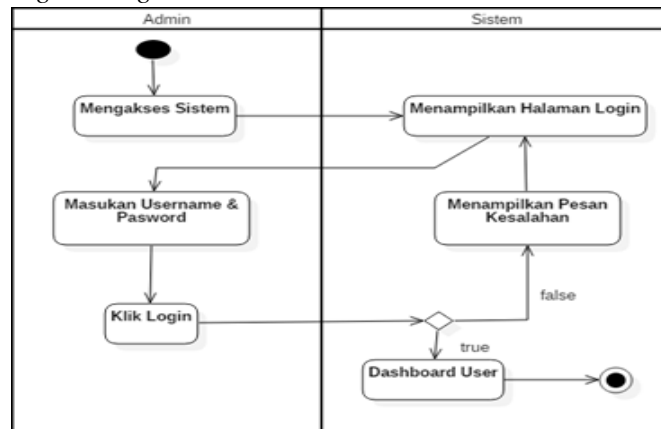 Admin
Sistem
Mengakses Sistem
Menampilkan Halaman Login
Masukan Username &
Pasword
Menampilkan Pesan
Kesalahan
false
Klik Login
true
Dashboard User